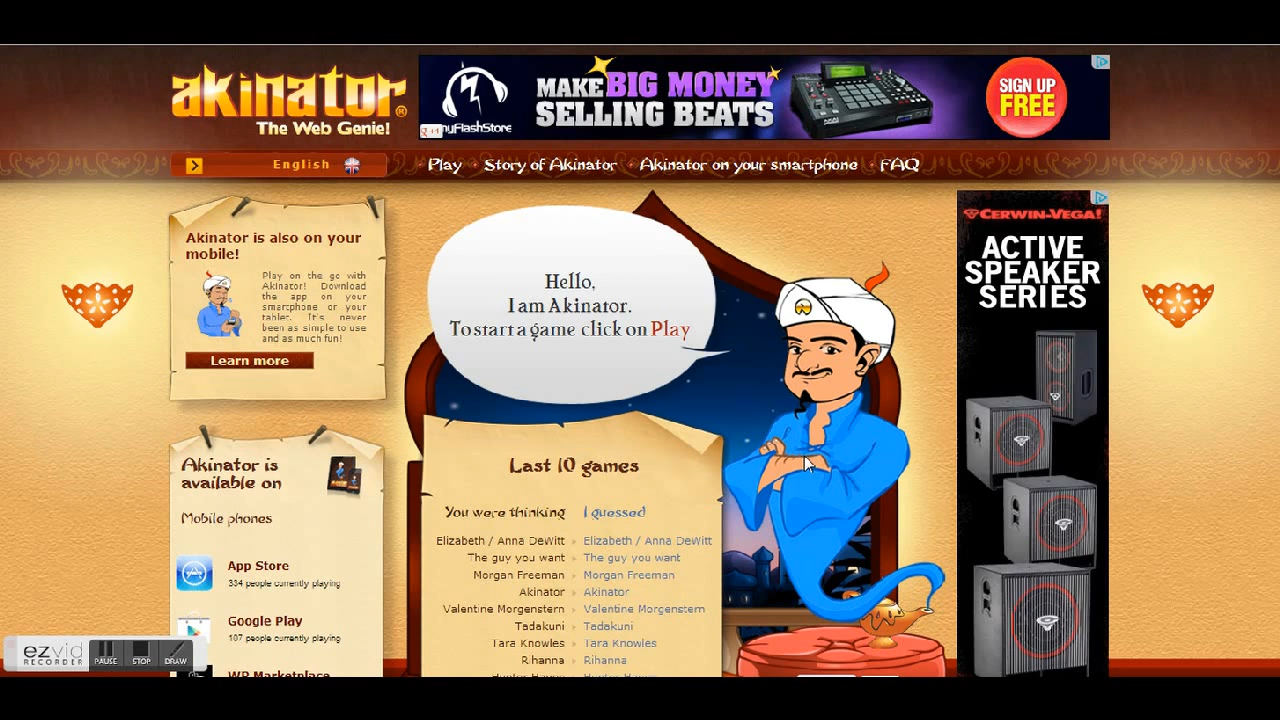 akinator®
The Web Genie!
MAKE BIG MONEY
SELLING BEATS
myFlashStore
SIGN UP
FREE
English
Play
Story of Akinator
Akinator on your smartphone
FAQ
Akinator is also on your
mobile!
Play on the go with
Akinator! Download
the app on your
smartphone or your
tablet. It's never
been as simple to use
and as much fun!
Learn more
Akinator is
available on
Mobile phones
App Store
334 people currently playing
Google Play
107 people currently playing
WP Marketplace
Hello,
I am Akinator.
To start a game click on Play
Last 10 games
You were thinking I guessed
Elizabeth / Anna DeWitt Elizabeth / Anna DeWitt
The guy you want The guy you want
Morgan Freeman Morgan Freeman
Akinator Akinator
Valentine Morgenstern Valentine Morgenstern
Tadakuni Tadakuni
Tara Knowles Tara Knowles
Rihanna Rihanna
CERWIN-VEGA!
ACTIVE
SPEAKER
SERIES
ezvid
RECORDER
PAUSE
STOP
DRAW